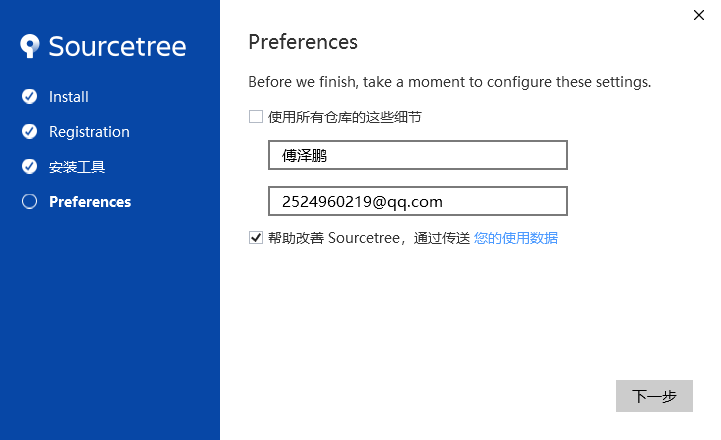 Sourcetree
Install
Registration
安装工具
Preferences
Preferences
Before we finish, take a moment to configure these settings.
使用所有仓库的这些细节
傅泽鹏
2524960219@qq.com
帮助改善 Sourcetree，通过传送 您的使用数据
下一步